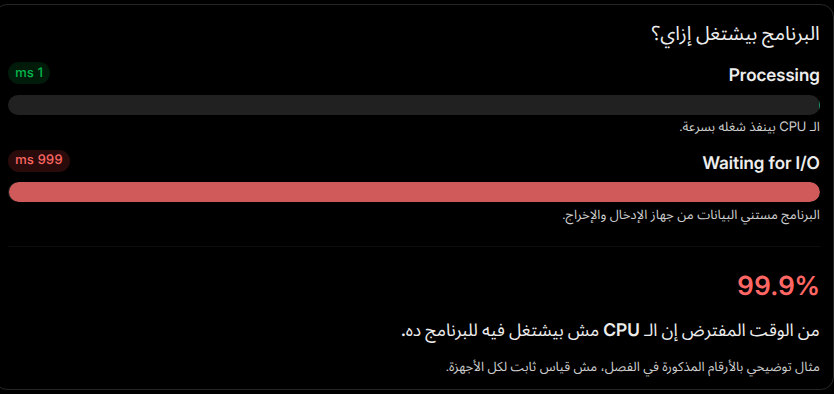 البرنامج بيشتغل إزاي؟
Processing
1 ms
الـ CPU بينفذ شغله بسرعة.
Waiting for I/O
999 ms
البرنامج مستني البيانات من جهاز الإدخال والإخراج.
99.9%
من الوقت المفترض إن الـ CPU مش بيشتغل فيه للبرنامج ده.
مثال توضيحي بالأرقام المذكورة في الفصل، مش قياس ثابت لكل الأجهزة.